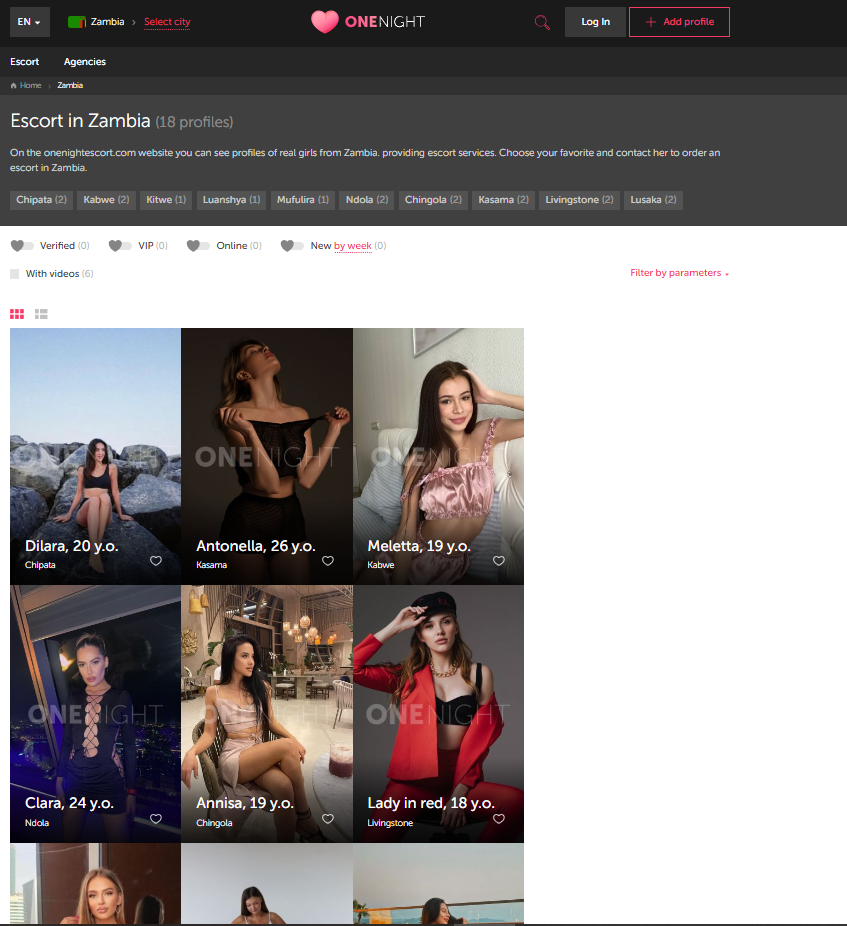 EN
Zambia › Select city
ONENIGHT
Log In
+ Add profile
Escort Agencies
Home › Zambia
Escort in Zambia (18 profiles)
On the onenightescort.com website you can see profiles of real girls from Zambia. providing escort services. Choose your favorite and contact her to order an
escort in Zambia.
Chipata (2) Kabwe (2) Kitwe (1) Luanshya (1) Mufulira (1) Ndola (2) Chingola (2) Kasama (2) Livingstone (2) Lusaka (2)
Verified (0) VIP (0) Online (0) New by week (0)
With videos (6) Filter by parameters
ONENIGHT ONENIGHT ONENIGHT
Dilara, 20 y.o. Antonella, 26 y.o. Meletta, 19 y.o.
Chipata Kasama Kabwe
ONENIGHT ONENIGHT ONENIGHT
Clara, 24 y.o. Annisa, 19 y.o. Lady in red, 18 y.o.
Ndola Chingola Livingstone